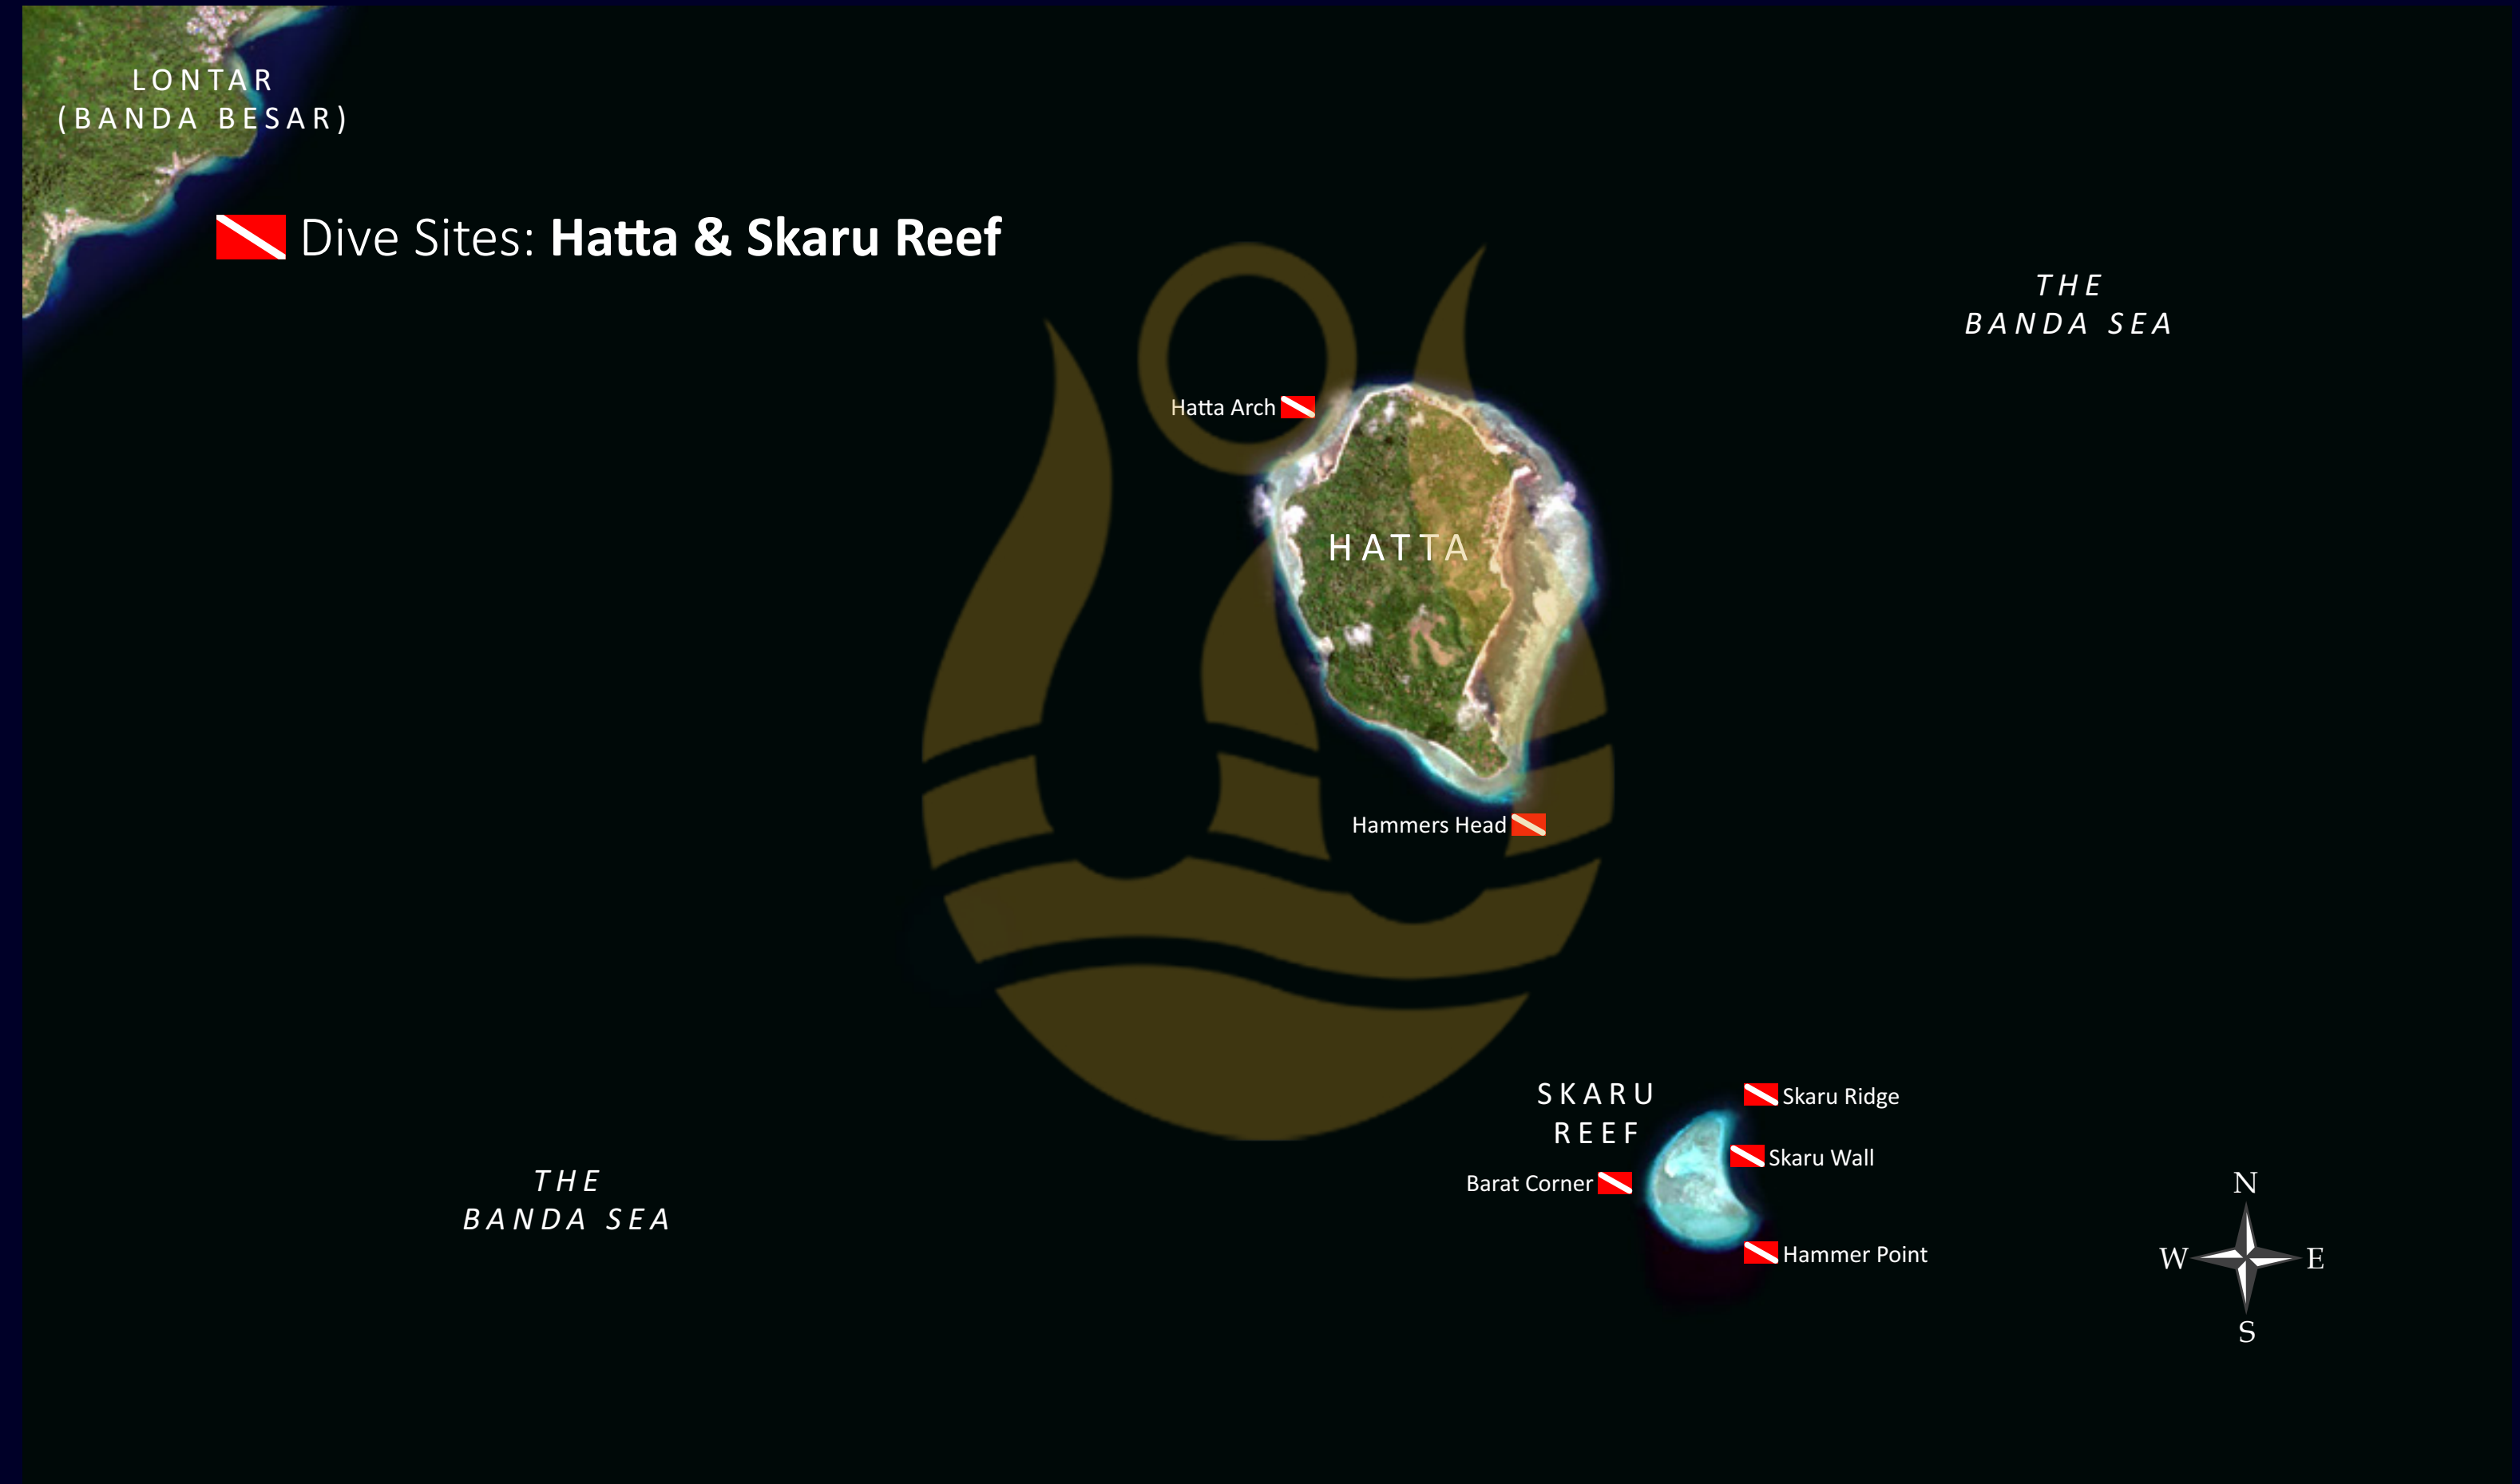 LONTAR
(BANDA BESAR)
Dive Sites: Hatta & Skaru Reef
THE
BANDA SEA
Hatta Arch
HATTA
Hammers Head
SKARU
REEF
Skaru Ridge
Skaru Wall
Barat Corner
Hammer Point
THE
BANDA SEA
N
W E
S